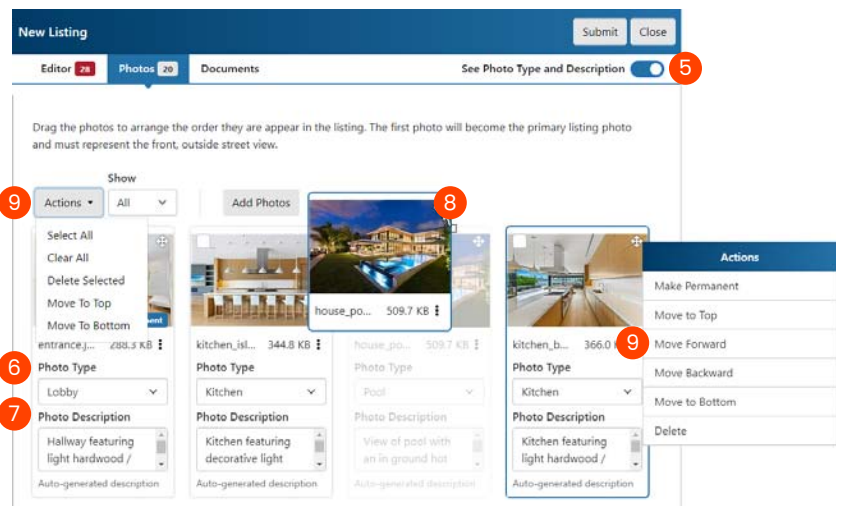 New Listing
Submit
Close
Editor 28
Photos 20
Documents
See Photo Type and Description
5
Drag the photos to arrange the order they are appear in the listing. The first photo will become the primary listing photo
and must represent the front, outside street view.
Show
9
Actions
All
Add Photos
8
Select All
Clear All
Delete Selected
Move To Top
Move To Bottom
house_po... 509.7 KB
Actions
Make Permanent
Move to Top
9
Move Forward
Move Backward
Move to Bottom
Delete
entrance.j... 288.3 KB
kitchen_isl... 344.8 KB
house_po... 509.7 KB
kitchen_b... 366.0
6
Photo Type
Photo Type
Photo Type
Photo Type
Lobby
Kitchen
Pool
Kitchen
7
Photo Description
Photo Description
Photo Description
Photo Description
Hallway featuring
light hardwood /
Kitchen featuring
decorative light
View of pool with
an in ground hot
Kitchen featuring
light hardwood /
Auto-generated description
Auto-generated description
Auto-generated description
Auto-generated description